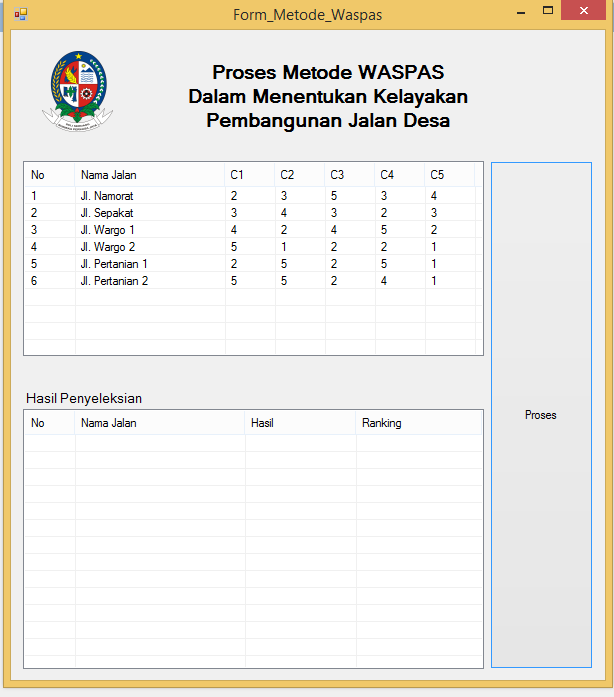 Form_Metode_Waspas
Proses Metode WASPAS
Dalam Menentukan Kelayakan
Pembangunan Jalan Desa
No Nama Jalan C1 C2 C3 C4 C5
1 Jl. Namorat 2 3 5 3 4
2 Jl. Sepakat 3 4 3 2 3
3 Jl. Wargo 1 4 2 4 5 2
4 Jl. Wargo 2 5 1 2 2 1
5 Jl. Pertanian 1 2 5 2 5 1
6 Jl. Pertanian 2 5 5 2 4 1
Hasil Penyeleksian
No Nama Jalan Hasil Ranking
Proses